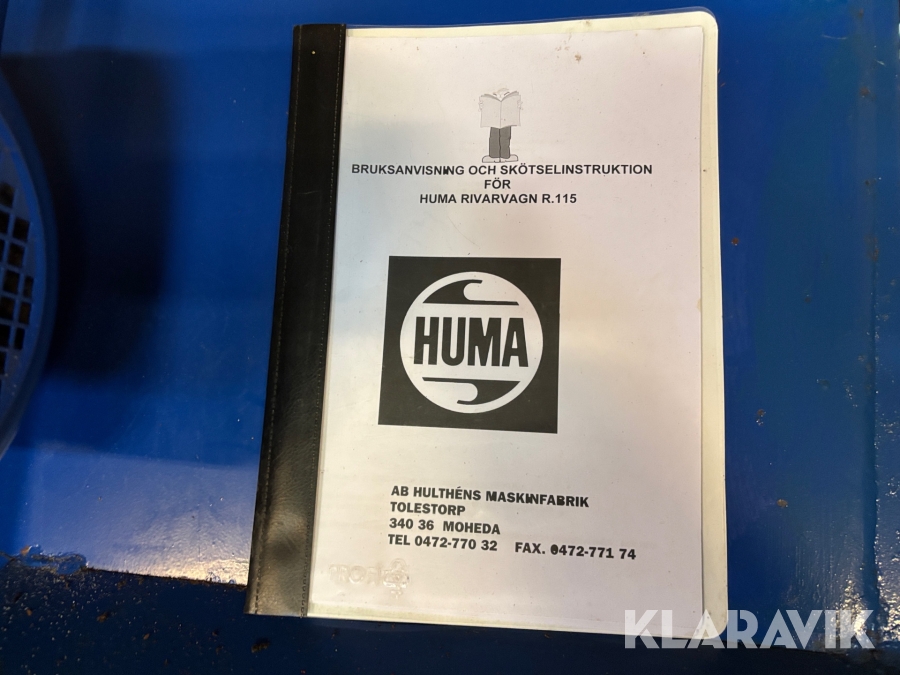 BRUKSANVISNING OCH SKÖTSELINSTRUKTION
FÖR
HUMA RIVARVAGN R.115
HUMA
AB HULTHÉNS MASKINFABRIK
TOLESTORP
340 36 MOHEDA
TEL 0472-770 32 FAX. 0472-771 74
KLARAVIK